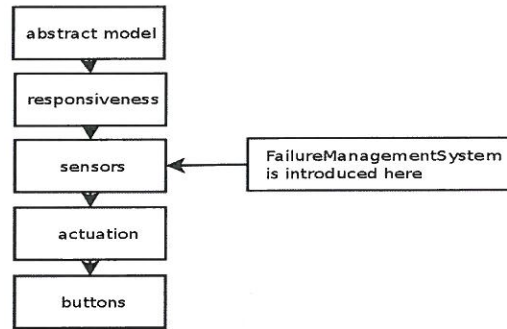 abstract model
responsiveness
sensors
FailureManagementSystem
is introduced here
actuation
buttons